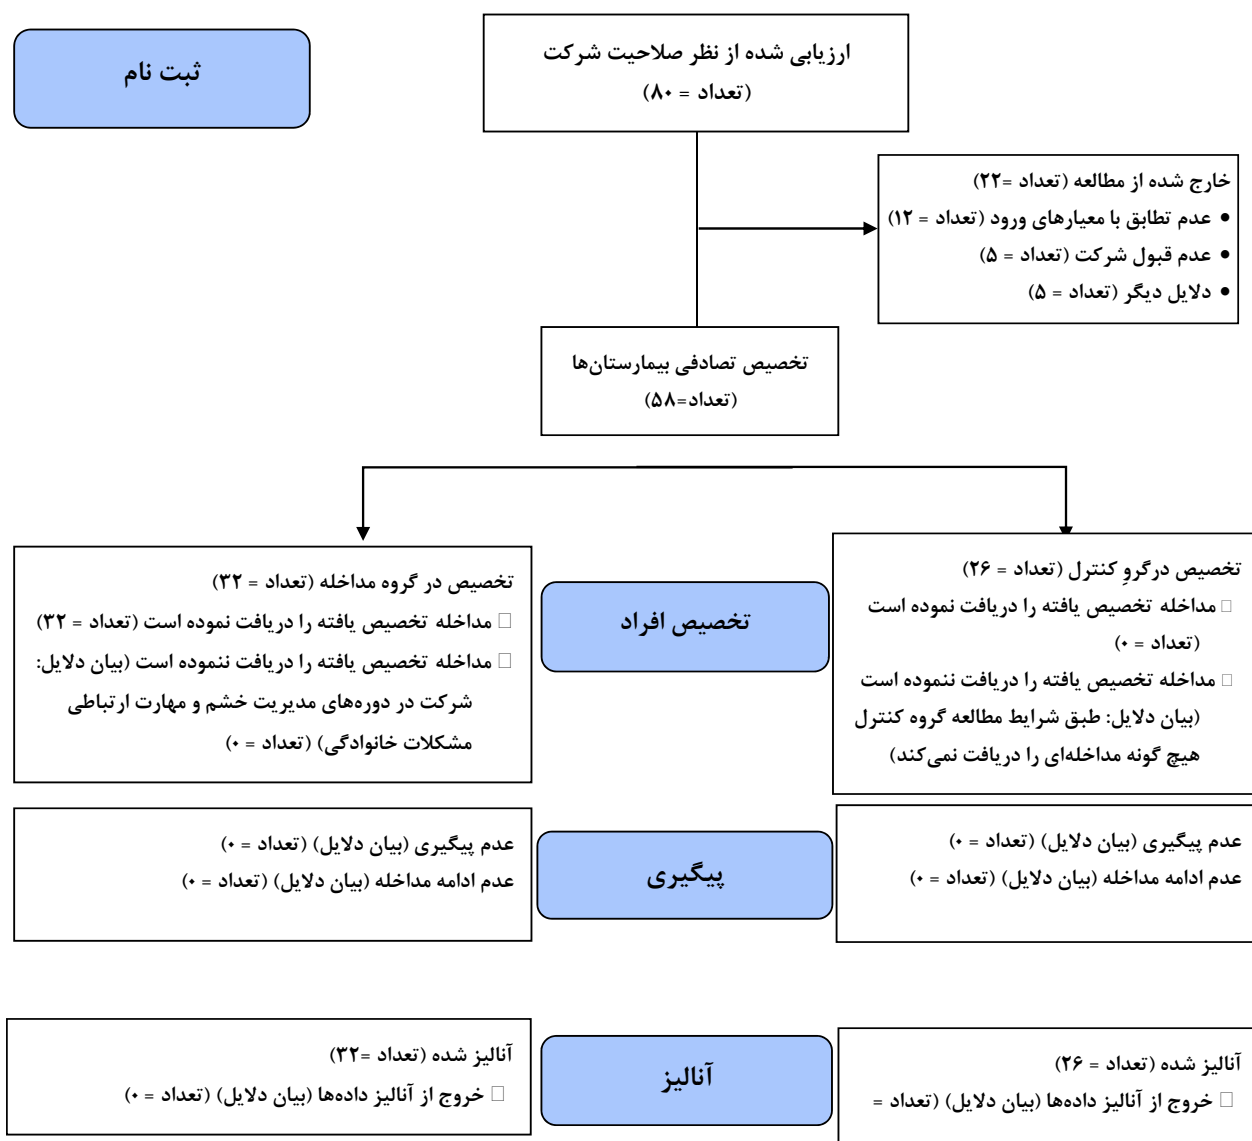 ثبت نام
ارزیابی شده از نظر صلاحیت شرکت
(تعداد = ۸۰)
خارج شده از مطالعه (تعداد =۲۲)
• عدم تطابق با معیارهای ورود (تعداد = ۱۲)
• عدم قبول شرکت (تعداد = ۵)
• دلایل دیگر (تعداد = ۵)
تخصیص تصادفی بیمارستان‌ها
(تعداد=۵۸)
تخصیص درگروِ کنترل (تعداد = ۲۶)
□ مداخله تخصیص یافته را دریافت نموده است
(تعداد = ۰)
□ مداخله تخصیص یافته را دریافت ننموده است
(بیان دلایل: طبق شرایط مطالعه گروه کنترل
هیچ گونه مداخله‌ای را دریافت نمی‌کند)
تخصیص افراد
تخصیص در گروه مداخله (تعداد = ۳۲)
□ مداخله تخصیص یافته را دریافت نموده است (تعداد = ۳۲)
□ مداخله تخصیص یافته را دریافت ننموده است (بیان دلایل:
شرکت در دوره‌های مدیریت خشم و مهارت ارتباطی
مشکلات خانوادگی) (تعداد = ۰)
عدم پیگیری (بیان دلایل) (تعداد = ۰)
عدم ادامه مداخله (بیان دلایل) (تعداد = ۰)
پیگیری
عدم پیگیری (بیان دلایل) (تعداد = ۰)
عدم ادامه مداخله (بیان دلایل) (تعداد = ۰)
آنالیز شده (تعداد = ۲۶)
□ خروج از آنالیز داده‌ها (بیان دلایل) (تعداد =
آنالیز
آنالیز شده (تعداد =۳۲)
□ خروج از آنالیز داده‌ها (بیان دلایل) (تعداد = ۰)